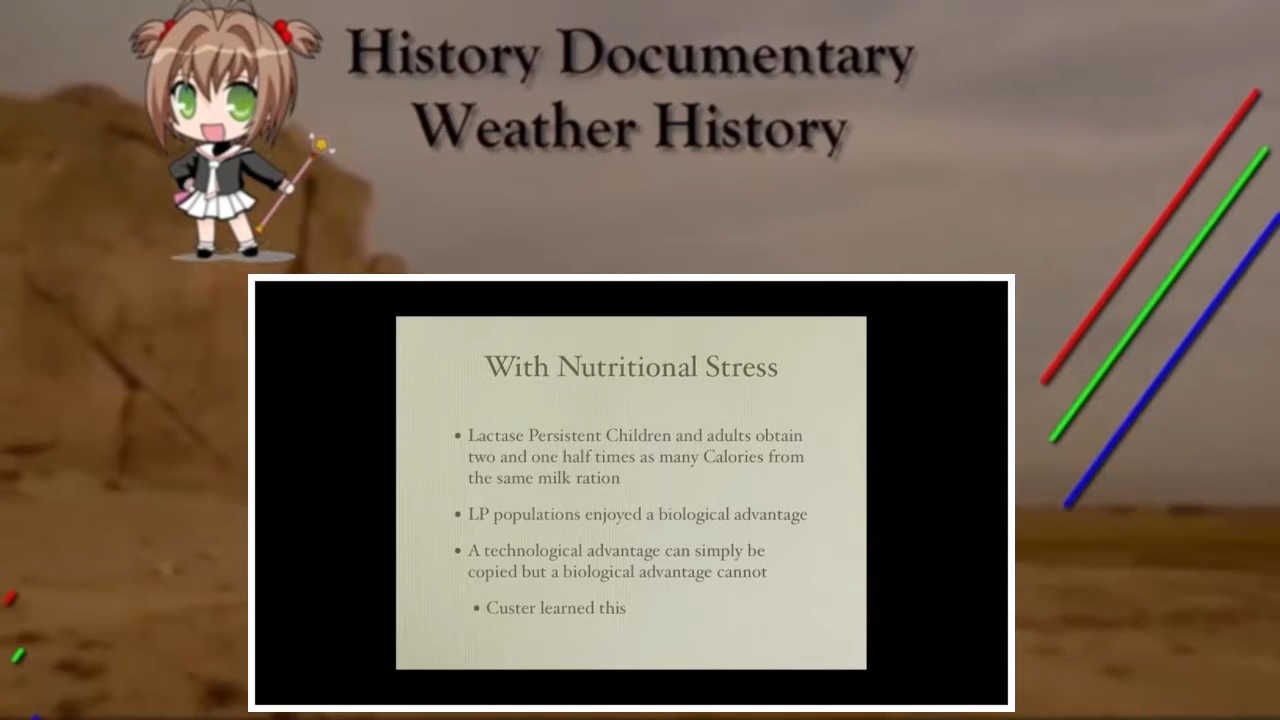 History Documentary
Weather History
With Nutritional Stress
• Lactase Persistent Children and adults obtain
two and one half times as many Calories from
the same milk ration
• LP populations enjoyed a biological advantage
• A technological advantage can simply be
copied but a biological advantage cannot
• Custer learned this